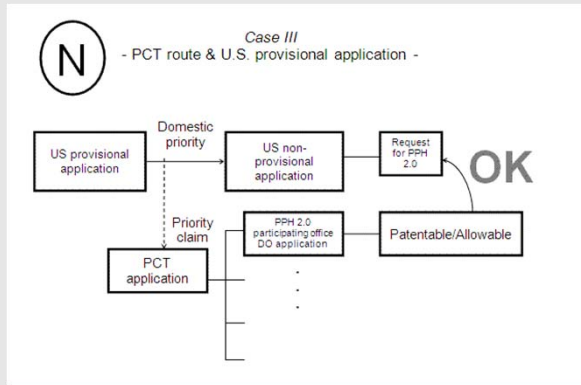 N
Case III
- PCT route & U.S. provisional application -
Domestic
priority
US provisional
application
US non-
provisional
application
Request
for PPH
2.0
OK
Priority
claim
PPH 2.0
participating office
DO application
Patentable/Allowable
PCT
application